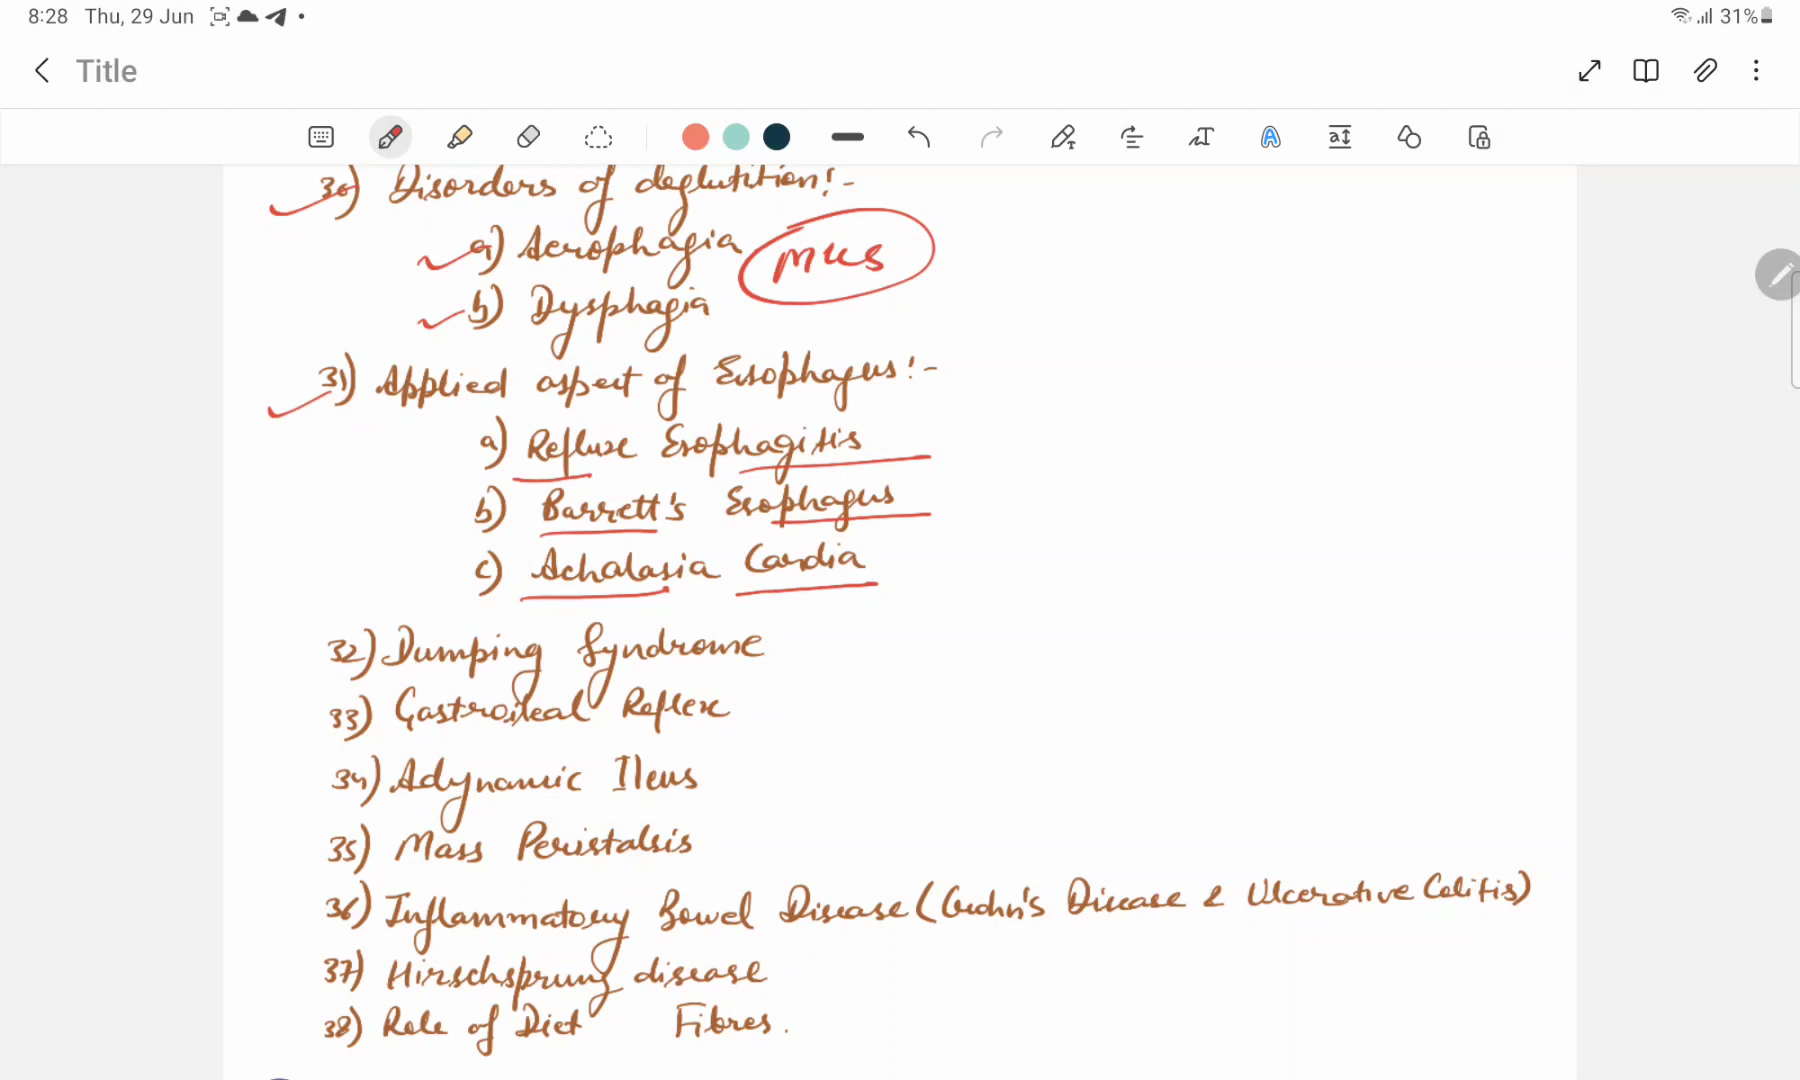 8:28 Thu, 29 Jun 31%
Title
30) Disorders of deglutition:-
a) Aerophagia MCQS
b) Dysphagia
31) Applied aspect of Esophagus:-
a) Reflux Esophagitis
b) Barrett's Esophagus
c) Achalasia Cardia
32) Dumping Syndrome
33) Gastroileal Reflex
34) Adynamic Ileus
35) Mass Peristalsis
36) Inflammatory Bowel Disease (Crohn's Disease & Ulcerative Colitis)
37) Hirschsprung disease
38) Role of Diet Fibres.